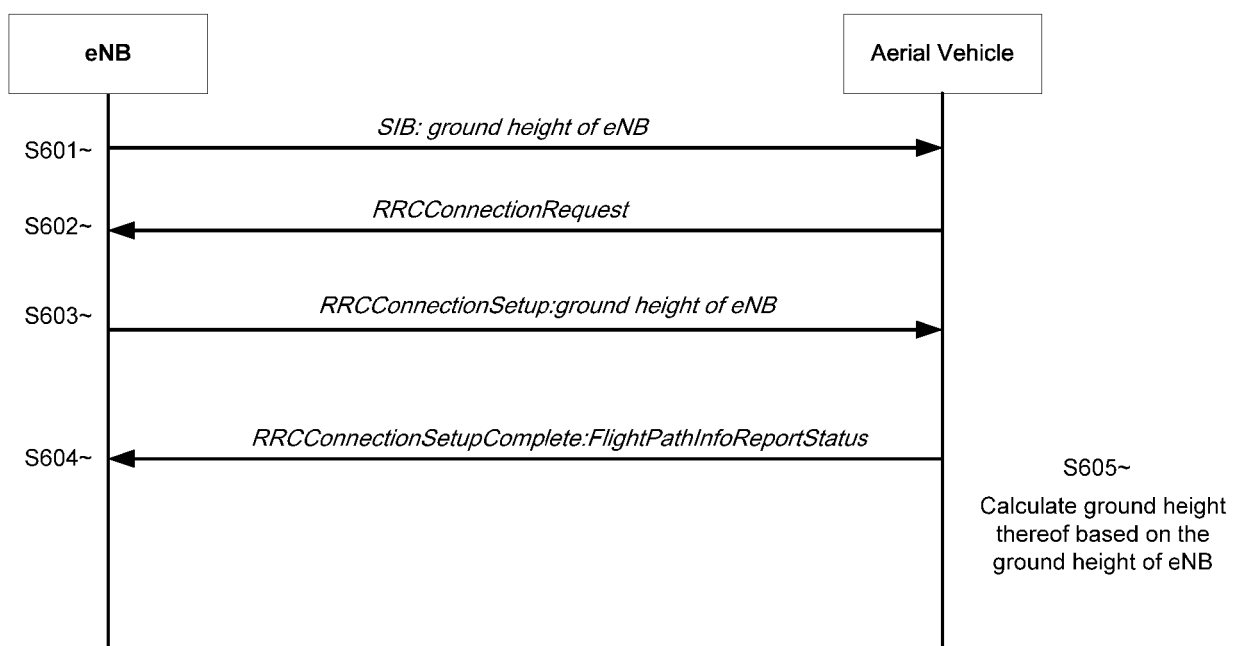 eNB
Aerial Vehicle
SIB: ground height of eNB
S601~
RRCConnectionRequest
S602~
RRCConnectionSetup:ground height of eNB
S603~
RRCConnectionSetupComplete:FlightPathInfoReportStatus
S604~
S605~
Calculate ground height
thereof based on the
ground height of eNB